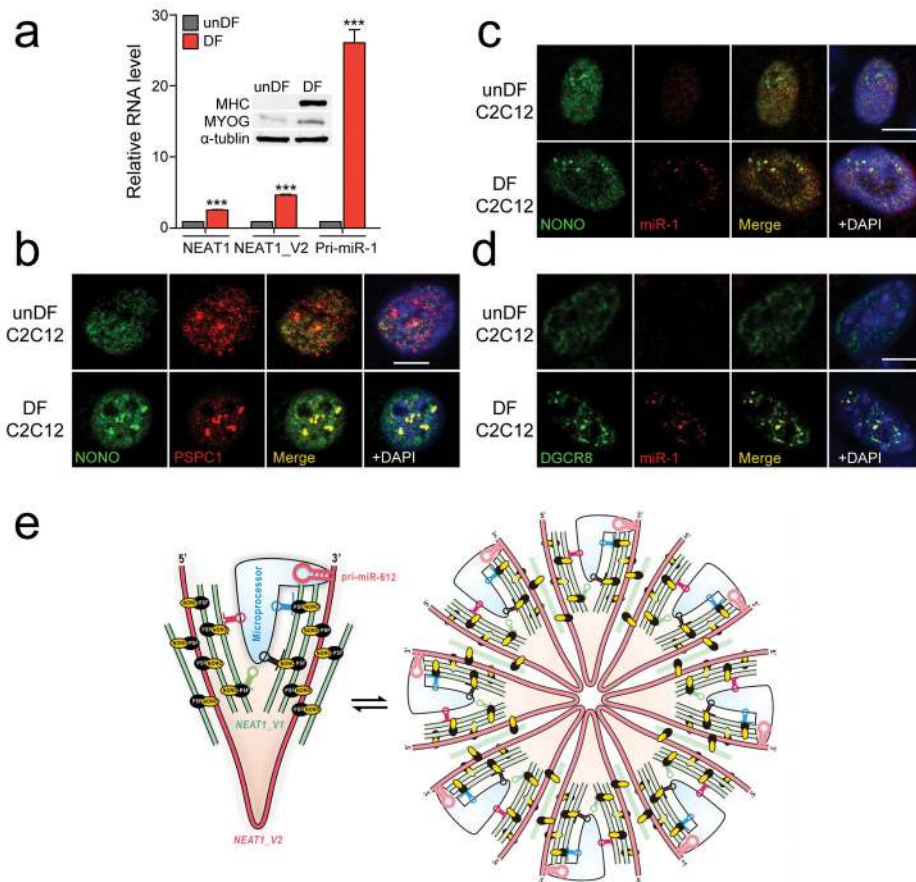 a
unDF
DF
Relative RNA level
30
20
10
0
***
***
***
unDF DF
MHC
MYOG
α-tublin
NEAT1 NEAT1_V2 Pri-miR-1
b
unDF
C2C12
DF
C2C12
NONO PSPC1 Merge +DAPI
c
unDF
C2C12
DF
C2C12
NONO miR-1 Merge +DAPI
d
unDF
C2C12
DF
C2C12
DGCR8 miR-1 Merge +DAPI
e
5' 3'
pri-miR-612
Microprocessor
NONO PSF
NEAT1_V1
NEAT1_V2